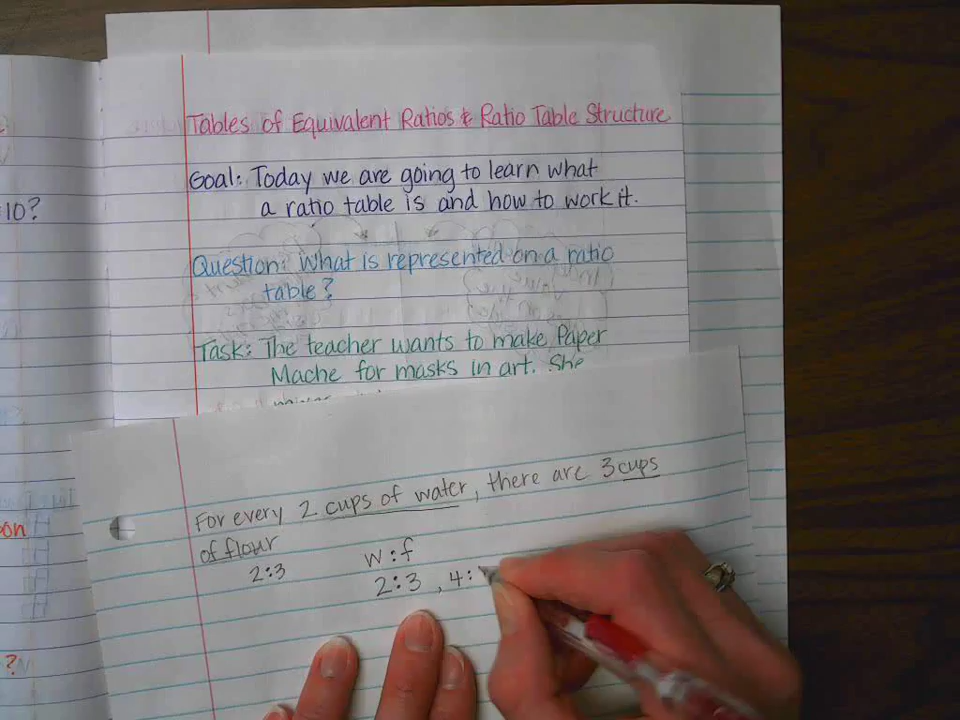 Tables of Equivalent Ratios & Ratio Table Structure
Goal: Today we are going to learn what
a ratio table is and how to work it.
10?
Question: What is represented on a ratio
table?
Task: The teacher wants to make Paper
Mache for masks in art. She
For every 2 cups of water, there are 3 cups
of flour
2:3
w:f
2:3 , 4:
on
?